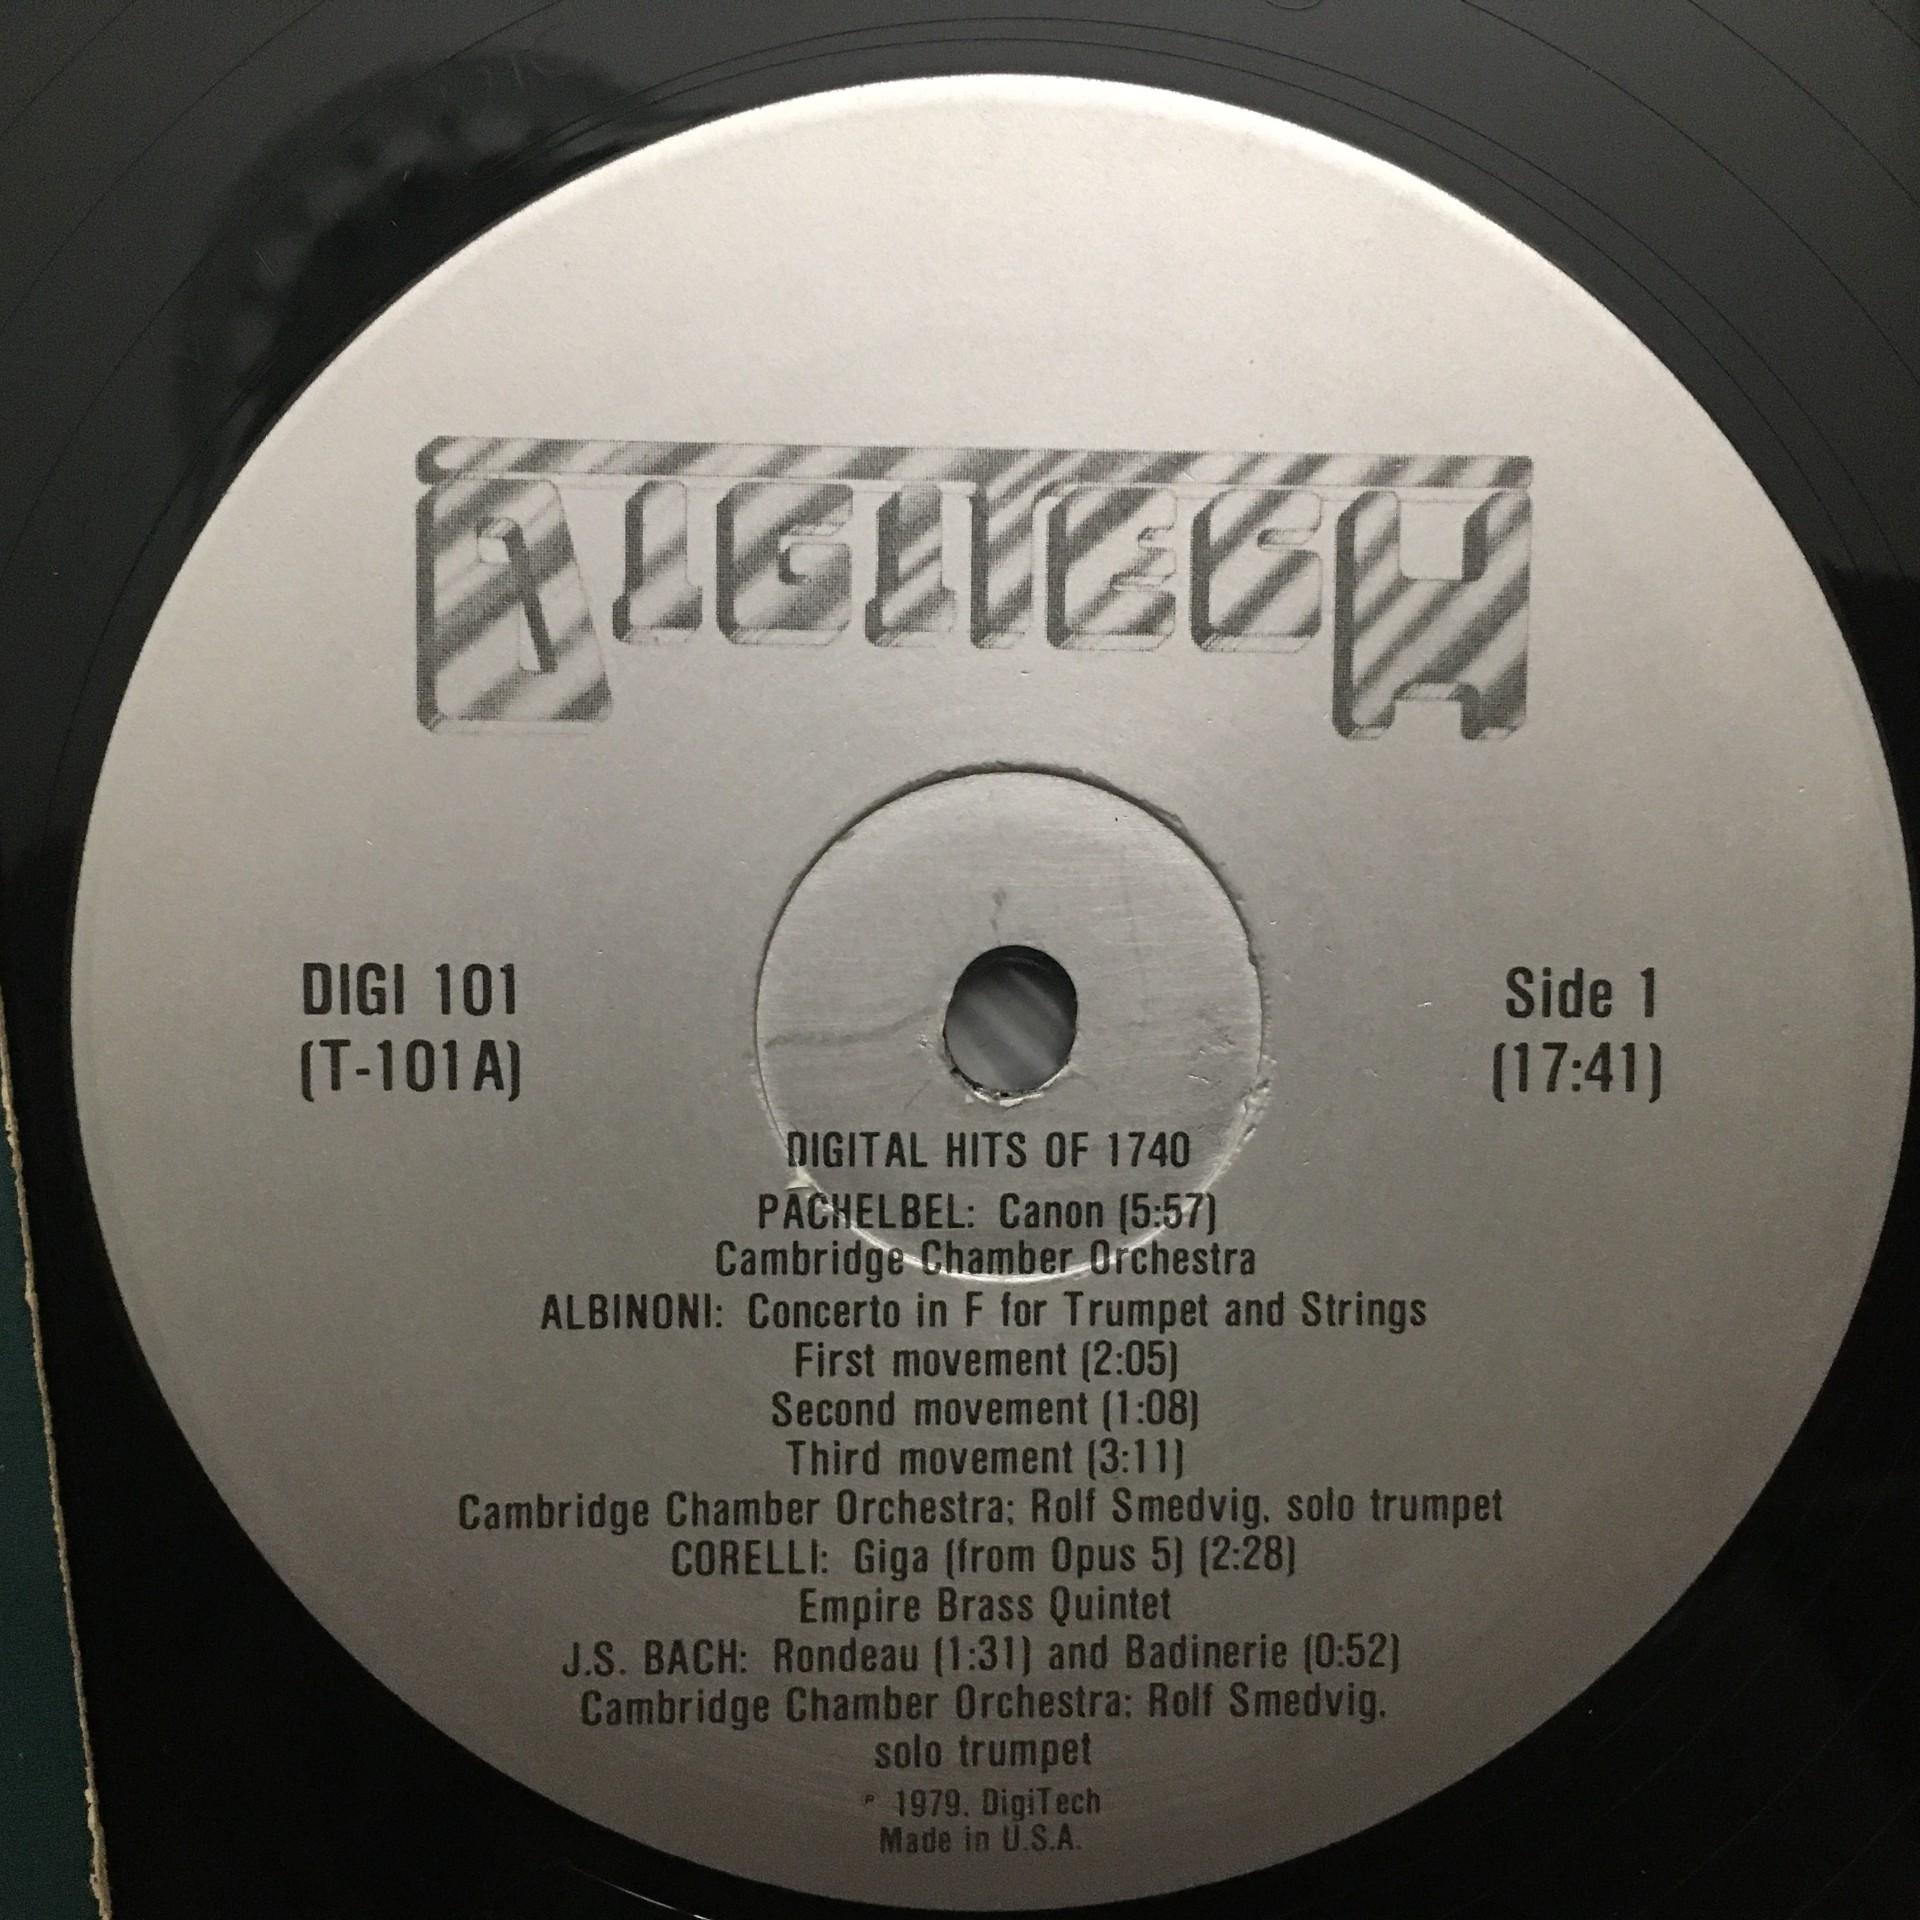 DIGITECH
DIGI 101
(T-101A)
Side 1
(17:41)
DIGITAL HITS OF 1740
PACHELBEL: Canon (5:57)
Cambridge Chamber Orchestra
ALBINONI: Concerto in F for Trumpet and Strings
First movement (2:05)
Second movement (1:08)
Third movement (3:11)
Cambridge Chamber Orchestra; Rolf Smedvig, solo trumpet
CORELLI: Giga (from Opus 5) (2:28)
Empire Brass Quintet
J.S. BACH: Rondeau (1:31) and Badinerie (0:52)
Cambridge Chamber Orchestra; Rolf Smedvig,
solo trumpet
℗ 1979, DigiTech
Made in U.S.A.